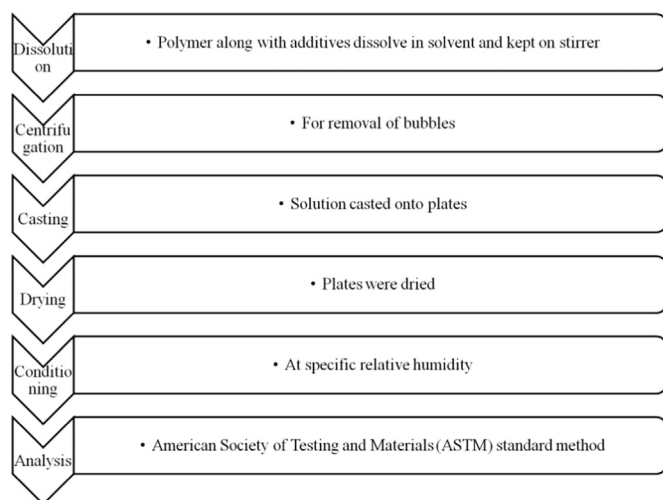 Dissoluti
on
• Polymer along with additives dissolve in solvent and kept on stirrer
Centrifu
gation
• For removal of bubbles
Casting
• Solution casted onto plates
Drying
• Plates were dried
Conditio
ning
• At specific relative humidity
Analysis
• American Society of Testing and Materials (ASTM) standard method